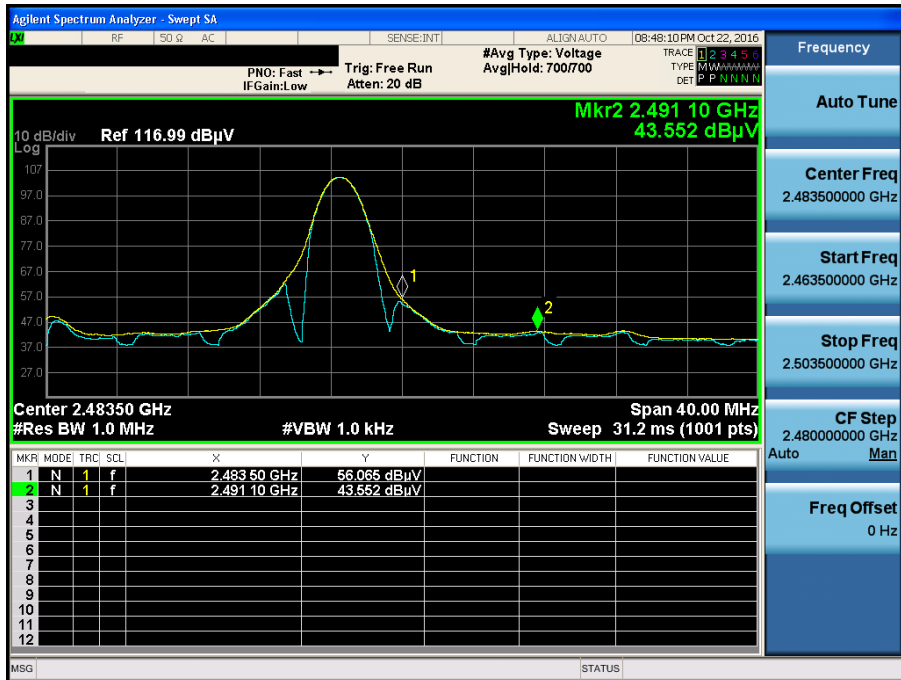 Agilent Spectrum Analyzer - Swept SA
LXI RF 50 Ω AC SENSE:INT ALIGN AUTO 08:48:10 PM Oct 22, 2016
PNO: Fast
IFGain:Low
Trig: Free Run
Atten: 20 dB
#Avg Type: Voltage
Avg|Hold: 700/700
TRACE 1 2 3 4 5 6
TYPE MWWWWW
DET P P N N N N
Frequency
Auto Tune
Center Freq
2.483500000 GHz
Start Freq
2.463500000 GHz
Stop Freq
2.503500000 GHz
CF Step
2.480000000 GHz
Auto Man
Freq Offset
0 Hz
Mkr2 2.491 10 GHz
43.552 dBµV
10 dB/div Ref 116.99 dBµV
Log
107
97.0
87.0
77.0
67.0
57.0
47.0
37.0
27.0
1
2
Center 2.48350 GHz Span 40.00 MHz
#Res BW 1.0 MHz #VBW 1.0 kHz Sweep 31.2 ms (1001 pts)
MKR MODE TRC SCL X Y FUNCTION FUNCTION WIDTH FUNCTION VALUE
1 N 1 f 2.483 50 GHz 56.065 dBµV
2 N 1 f 2.491 10 GHz 43.552 dBµV
3
4
5
6
7
8
9
10
11
12
MSG STATUS